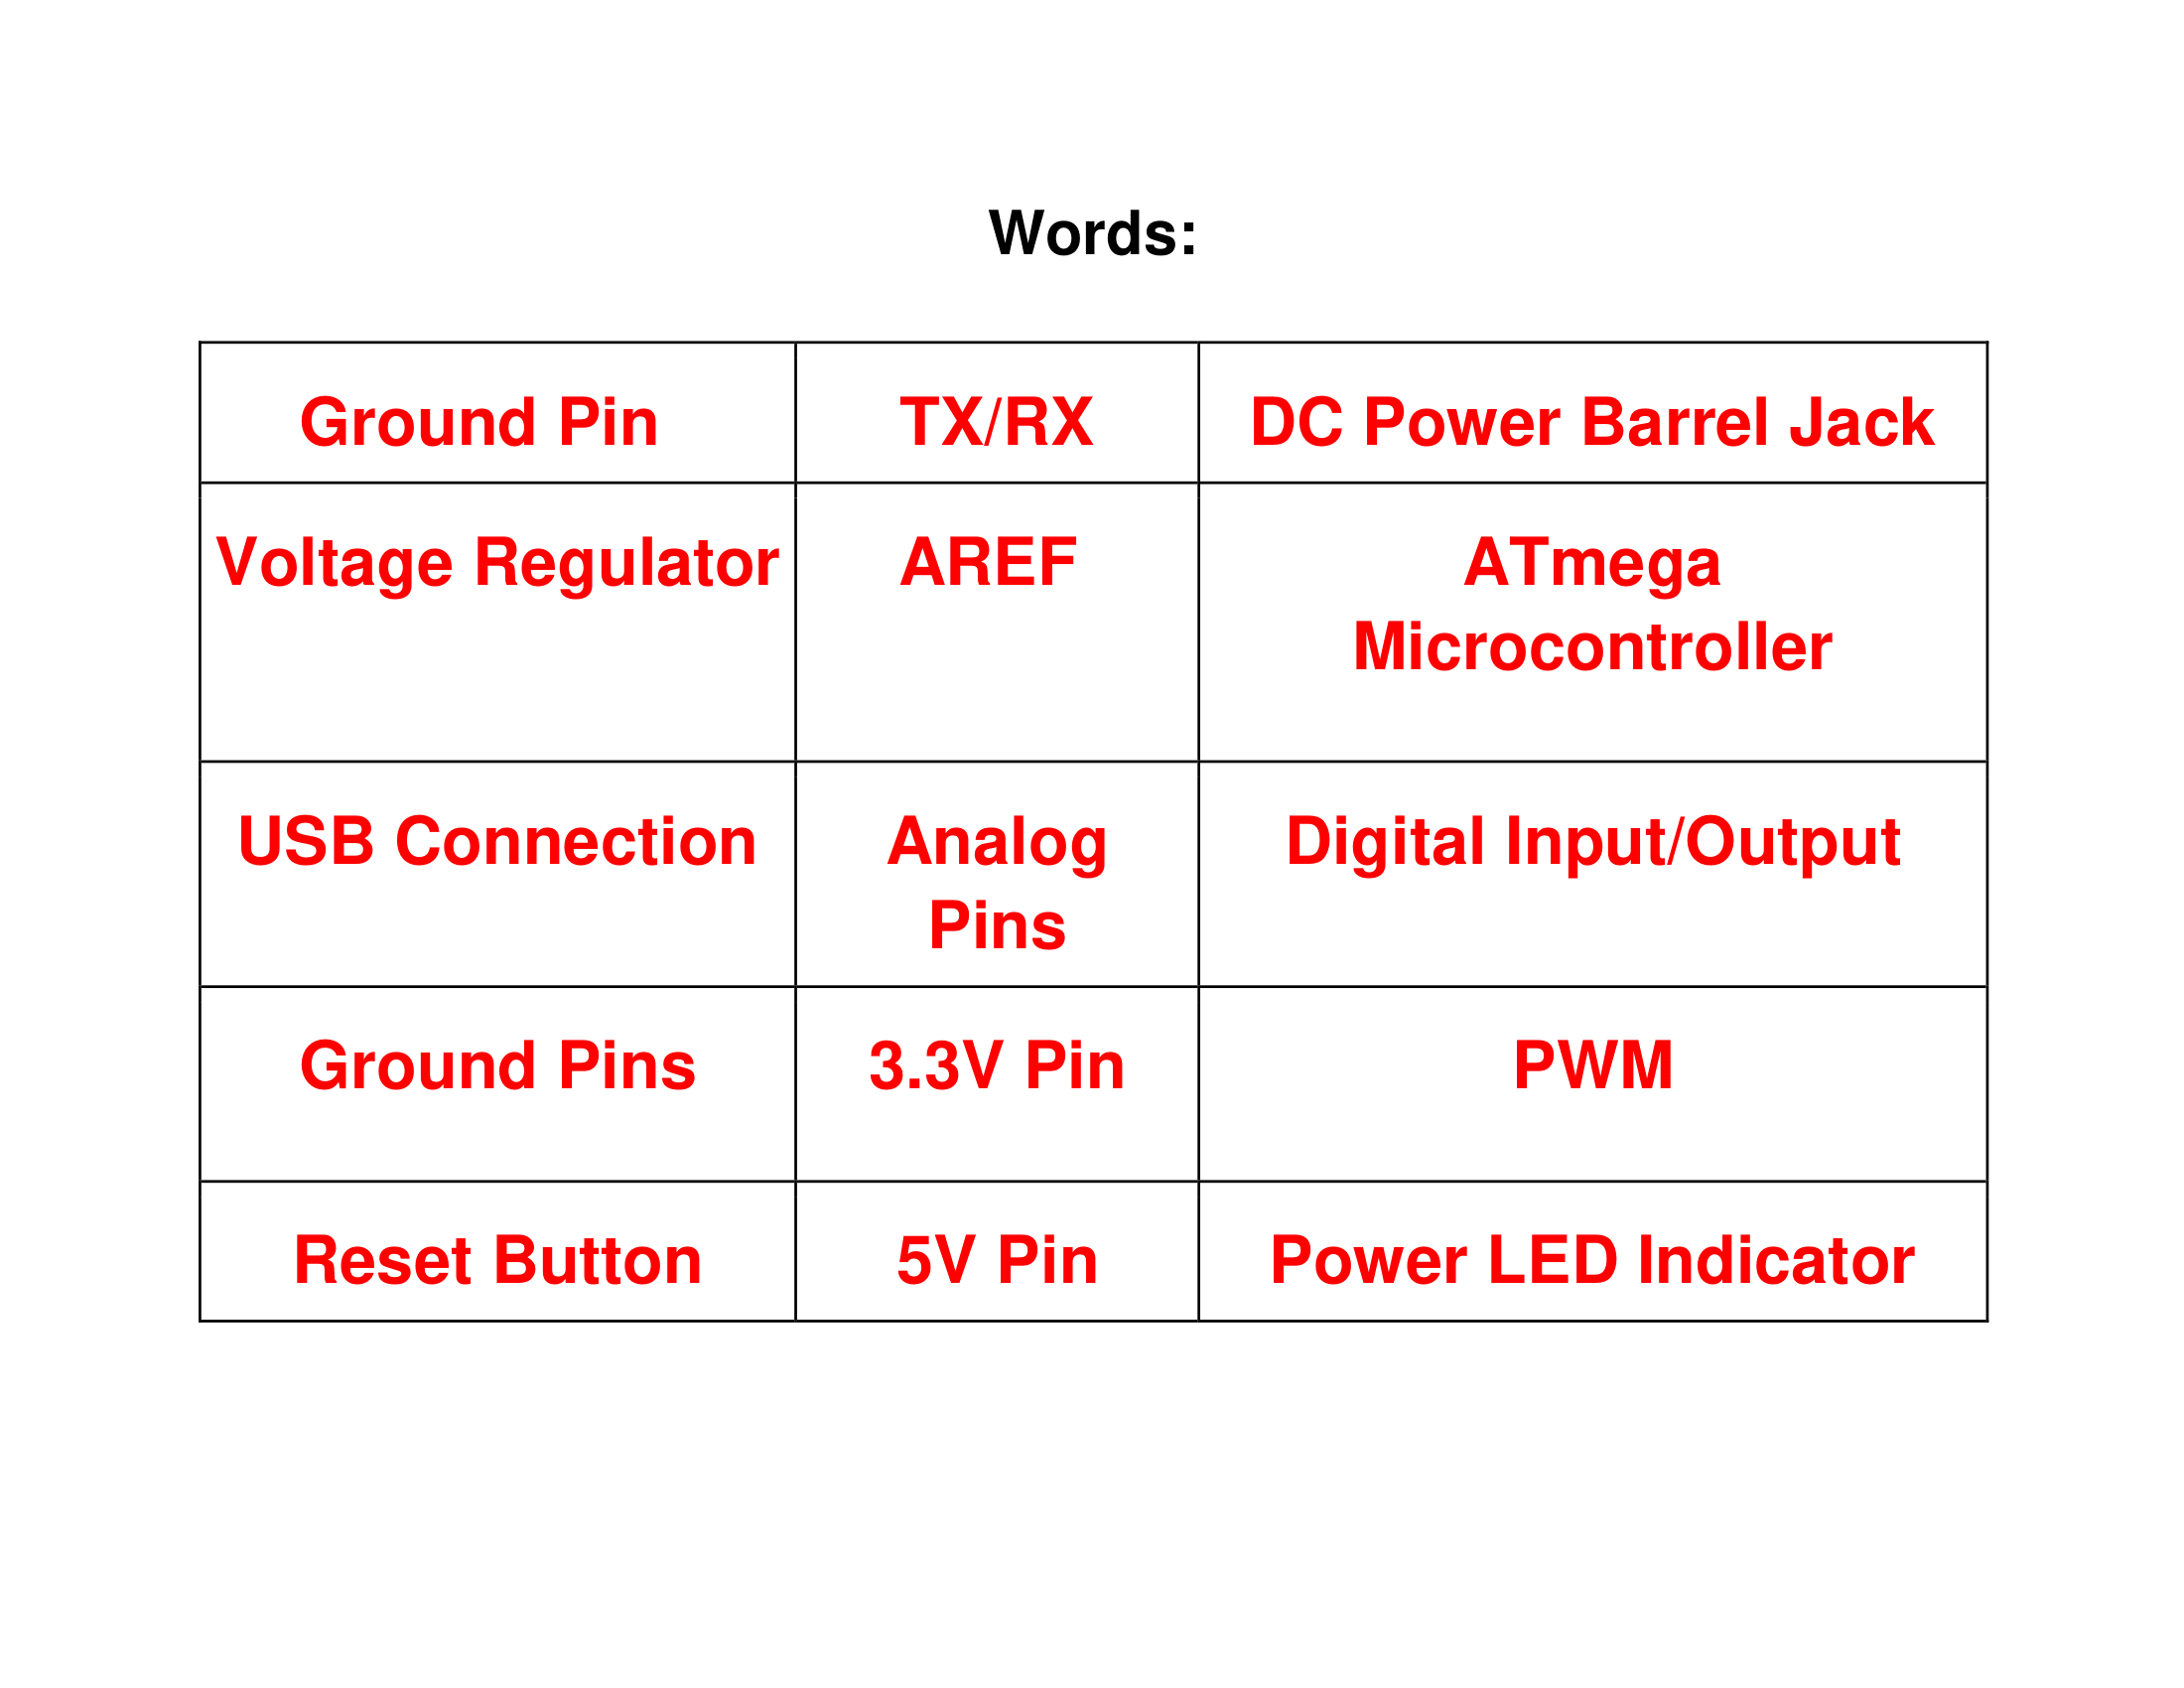 Words:
Ground Pin
TX/RX
DC Power Barrel Jack
Voltage Regulator
AREF
ATmega
Microcontroller
USB Connection
Analog
Pins
Digital Input/Output
Ground Pins
3.3V Pin
PWM
Reset Button
5V Pin
Power LED Indicator